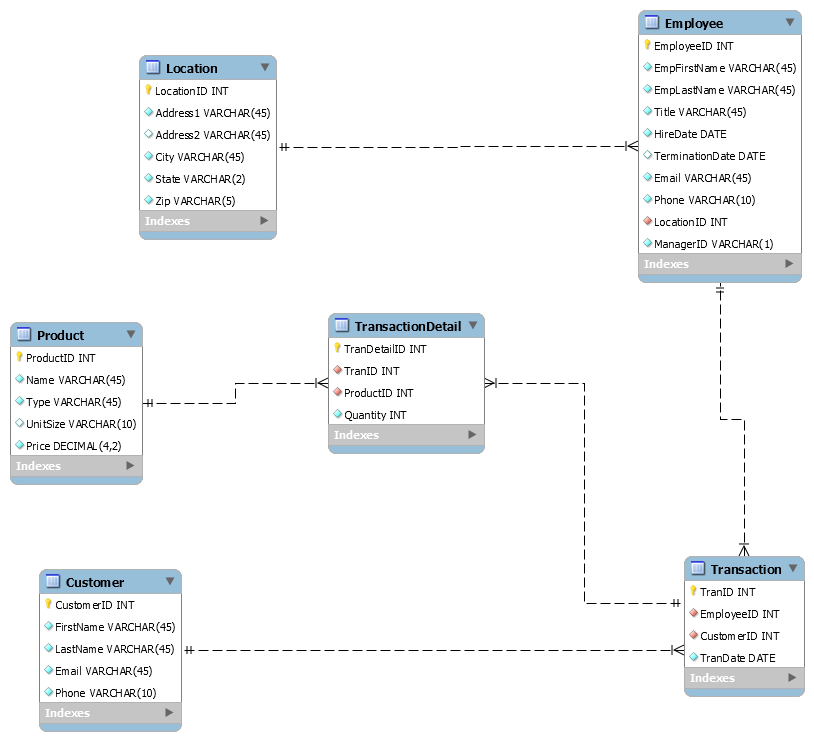 Employee
EmployeeID INT
EmpFirstName VARCHAR(45)
EmpLastName VARCHAR(45)
Title VARCHAR(45)
HireDate DATE
TerminationDate DATE
Email VARCHAR(45)
Phone VARCHAR(10)
LocationID INT
ManagerID VARCHAR(1)
Indexes
Location
LocationID INT
Address1 VARCHAR(45)
Address2 VARCHAR(45)
City VARCHAR(45)
State VARCHAR(2)
Zip VARCHAR(5)
Indexes
Product
ProductID INT
Name VARCHAR(45)
Type VARCHAR(45)
UnitSize VARCHAR(10)
Price DECIMAL(4,2)
Indexes
TransactionDetail
TranDetailID INT
TranID INT
ProductID INT
Quantity INT
Indexes
Customer
CustomerID INT
FirstName VARCHAR(45)
LastName VARCHAR(45)
Email VARCHAR(45)
Phone VARCHAR(10)
Indexes
Transaction
TranID INT
EmployeeID INT
CustomerID INT
TranDate DATE
Indexes